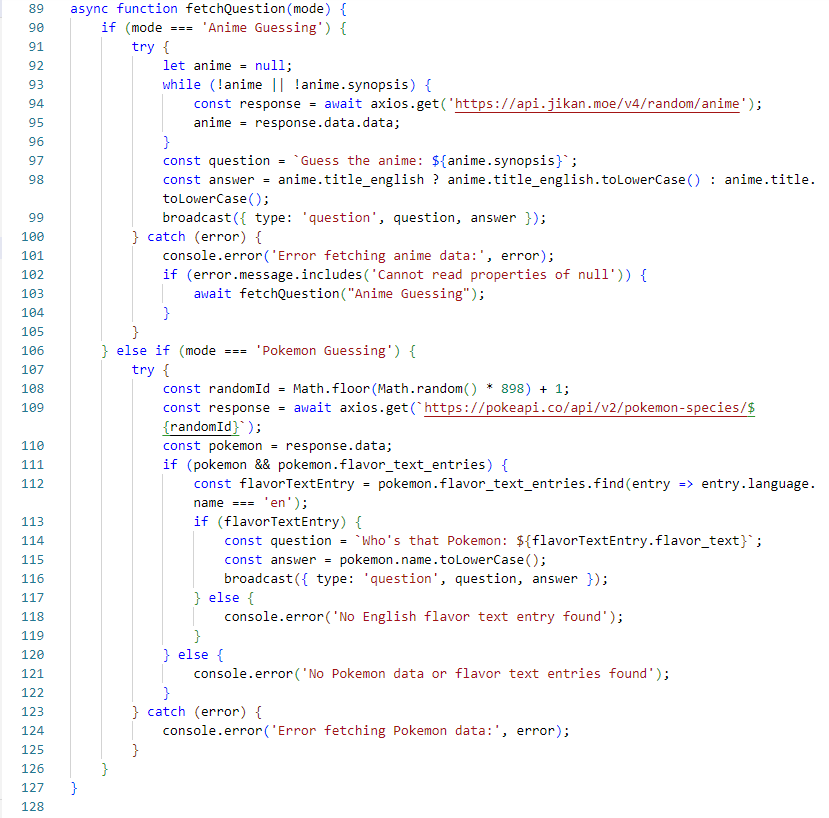 89 async function fetchQuestion(mode) {
90 if (mode === 'Anime Guessing') {
91 try {
92 let anime = null;
93 while (!anime || !anime.synopsis) {
94 const response = await axios.get('https://api.jikan.moe/v4/random/anime');
95 anime = response.data.data;
96 }
97 const question = `Guess the anime: ${anime.synopsis}`;
98 const answer = anime.title_english ? anime.title_english.toLowerCase() : anime.title.
toLowerCase();
99 broadcast({ type: 'question', question, answer });
100 } catch (error) {
101 console.error('Error fetching anime data:', error);
102 if (error.message.includes('Cannot read properties of null')) {
103 await fetchQuestion("Anime Guessing");
104 }
105 }
106 } else if (mode === 'Pokemon Guessing') {
107 try {
108 const randomId = Math.floor(Math.random() * 898) + 1;
109 const response = await axios.get(`https://pokeapi.co/api/v2/pokemon-species/$
{randomId}`);
110 const pokemon = response.data;
111 if (pokemon && pokemon.flavor_text_entries) {
112 const flavorTextEntry = pokemon.flavor_text_entries.find(entry => entry.language.
name === 'en');
113 if (flavorTextEntry) {
114 const question = `Who's that Pokemon: ${flavorTextEntry.flavor_text}`;
115 const answer = pokemon.name.toLowerCase();
116 broadcast({ type: 'question', question, answer });
117 } else {
118 console.error('No English flavor text entry found');
119 }
120 } else {
121 console.error('No Pokemon data or flavor text entries found');
122 }
123 } catch (error) {
124 console.error('Error fetching Pokemon data:', error);
125 }
126 }
127 }
128